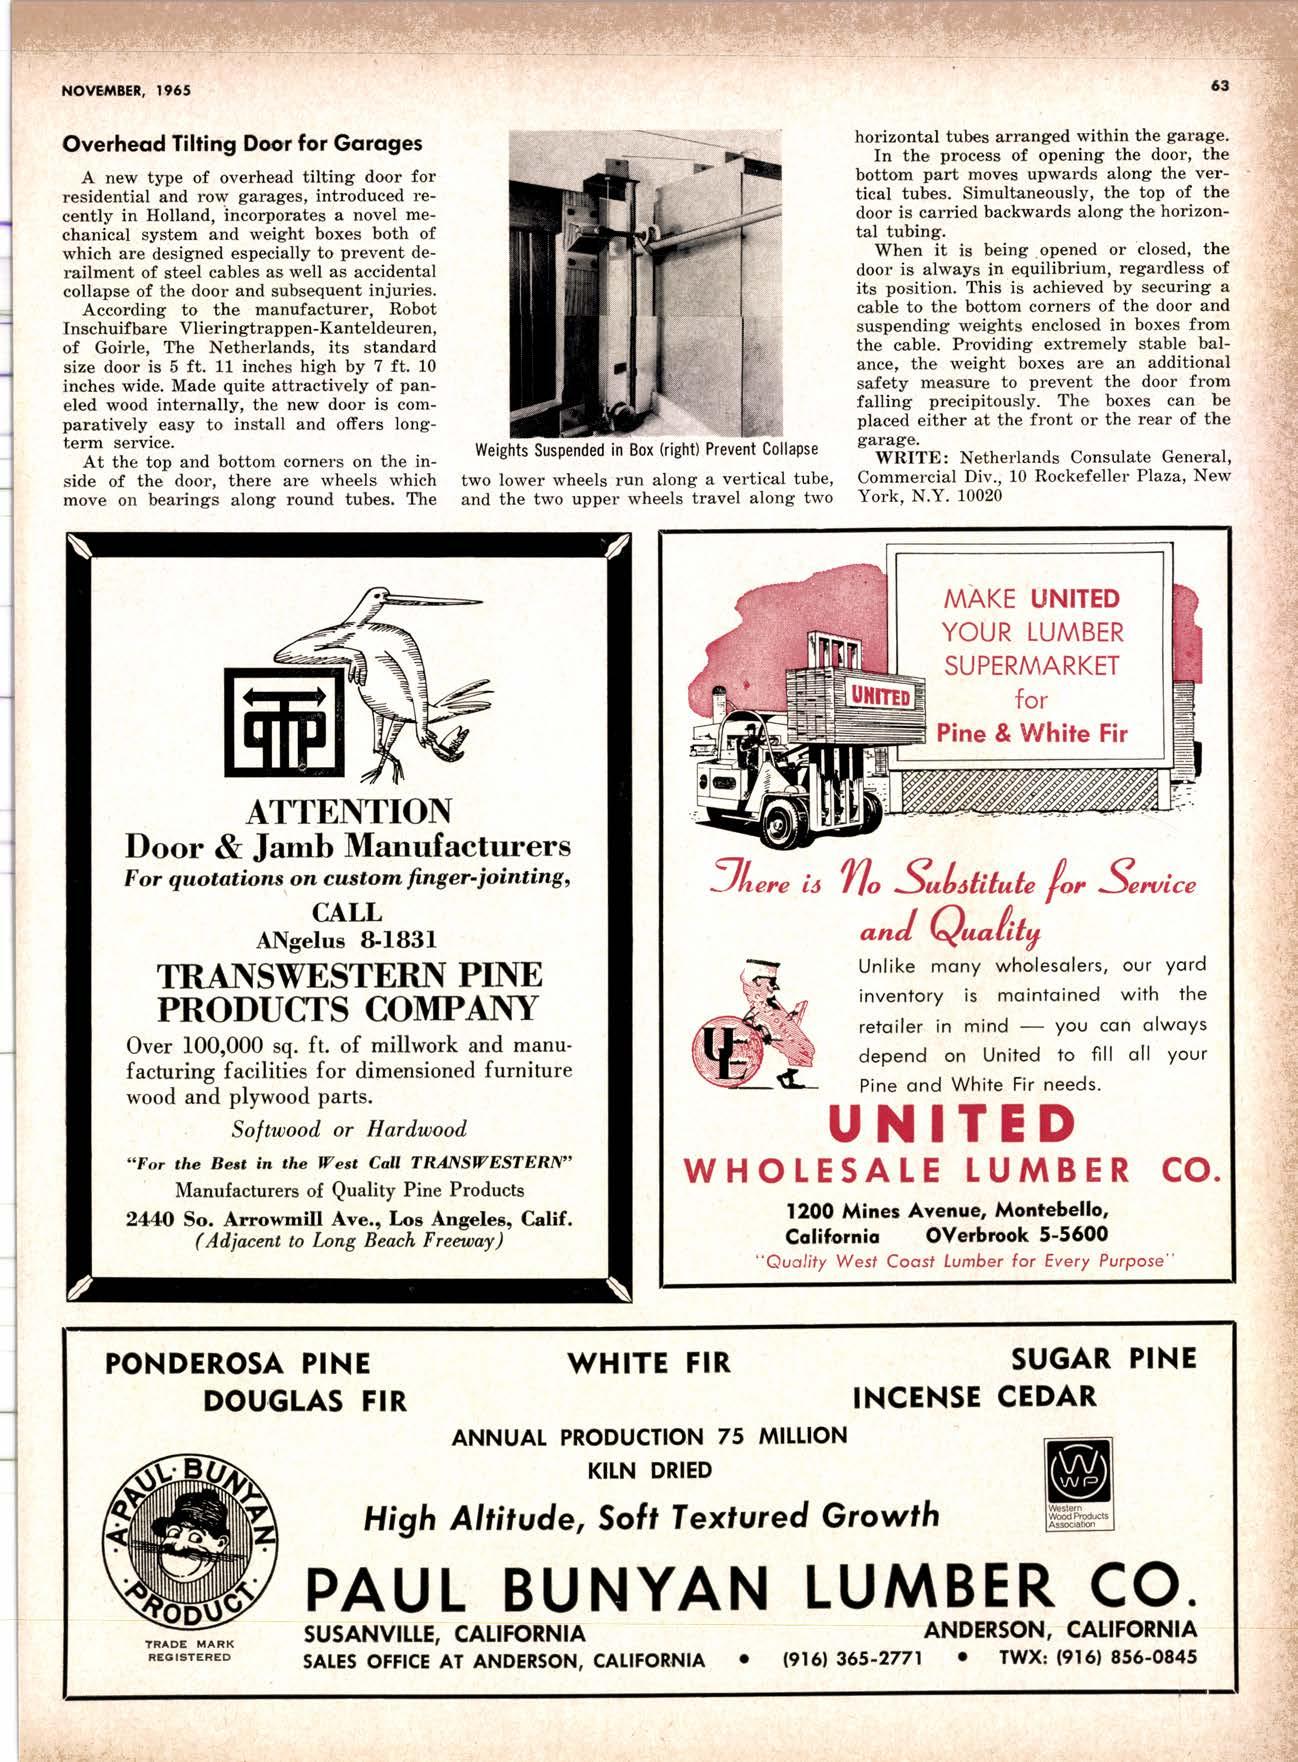 NOVEMBER, 1965
63
Overhead Tilting Door for Garages
A new type of overhead tilting door for
residential and row garages, introduced re-
cently in Holland, incorporates a novel me-
chanical system and weight boxes both of
which are designed especially to prevent de-
railment of steel cables as well as accidental
collapse of the door and subsequent injuries.
According to the manufacturer, Robot
Inschuifbare Vlieringtrappen-Kanteldeuren,
of Goirle, The Netherlands, its standard
size door is 5 ft. 11 inches high by 7 ft. 10
inches wide. Made quite attractively of pan-
eled wood internally, the new door is com-
paratively easy to install and offers long-
term service.
At the top and bottom corners on the in-
side of the door, there are wheels which
move on bearings along round tubes. The
Weights Suspended in Box (right) Prevent Collapse
two lower wheels run along a vertical tube,
and the two upper wheels travel along two
horizontal tubes arranged within the garage.
In the process of opening the door, the
bottom part moves upwards along the ver-
tical tubes. Simultaneously, the top of the
door is carried backwards along the horizon-
tal tubing.
When it is being opened or closed, the
door is always in equilibrium, regardless of
its position. This is achieved by securing a
cable to the bottom corners of the door and
suspending weights enclosed in boxes from
the cable. Providing extremely stable bal-
ance, the weight boxes are an additional
safety measure to prevent the door from
falling precipitously. The boxes can be
placed either at the front or the rear of the
garage.
WRITE: Netherlands Consulate General,
Commercial Div., 10 Rockefeller Plaza, New
York, N.Y. 10020
ATTENTION
Door & Jamb Manufacturers
For quotations on custom finger-jointing,
CALL
ANgelus 8-1831
TRANSWESTERN PINE
PRODUCTS COMPANY
Over 100,000 sq. ft. of millwork and manu-
facturing facilities for dimensioned furniture
wood and plywood parts.
Softwood or Hardwood
"For the Best in the West Call TRANSWESTERN"
Manufacturers of Quality Pine Products
2440 So. Arrowmill Ave., Los Angeles, Calif.
(Adjacent to Long Beach Freeway)
MAKE UNITED
YOUR LUMBER
SUPERMARKET
for
Pine & White Fir
UNITED
There is No Substitute for Service
and Quality
Unlike many wholesalers, our yard
inventory is maintained with the
retailer in mind — you can always
depend on United to fill all your
Pine and White Fir needs.
UNITED
WHOLESALE LUMBER CO.
1200 Mines Avenue, Montebello,
California OVerbrook 5-5600
"Quality West Coast Lumber for Every Purpose"
PONDEROSA PINE WHITE FIR SUGAR PINE
DOUGLAS FIR INCENSE CEDAR
ANNUAL PRODUCTION 75 MILLION
KILN DRIED
High Altitude, Soft Textured Growth
WWP
Western
Wood Products
Association
A·PAUL·BUNYAN
·PRODUCT·
TRADE MARK
REGISTERED
PAUL BUNYAN LUMBER CO.
SUSANVILLE, CALIFORNIA ANDERSON, CALIFORNIA
SALES OFFICE AT ANDERSON, CALIFORNIA • (916) 365-2771 • TWX: (916) 856-0845